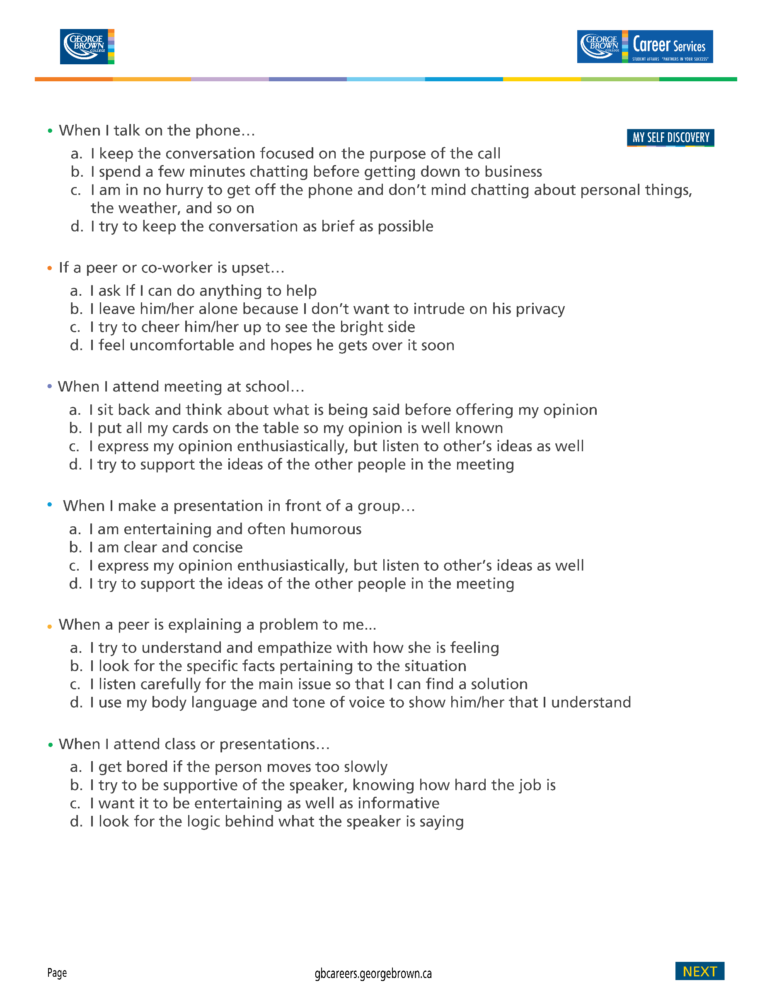 GEORGE
BROWN
COLLEGE
GEORGE
BROWN
COLLEGE
Career Services
STUDENT AFFAIRS "PARTNERS IN YOUR SUCCESS"
• When I talk on the phone…
MY SELF DISCOVERY
a. I keep the conversation focused on the purpose of the call
b. I spend a few minutes chatting before getting down to business
c. I am in no hurry to get off the phone and don’t mind chatting about personal things,
the weather, and so on
d. I try to keep the conversation as brief as possible
• If a peer or co-worker is upset…
a. I ask If I can do anything to help
b. I leave him/her alone because I don’t want to intrude on his privacy
c. I try to cheer him/her up to see the bright side
d. I feel uncomfortable and hopes he gets over it soon
• When I attend meeting at school…
a. I sit back and think about what is being said before offering my opinion
b. I put all my cards on the table so my opinion is well known
c. I express my opinion enthusiastically, but listen to other’s ideas as well
d. I try to support the ideas of the other people in the meeting
• When I make a presentation in front of a group…
a. I am entertaining and often humorous
b. I am clear and concise
c. I express my opinion enthusiastically, but listen to other’s ideas as well
d. I try to support the ideas of the other people in the meeting
• When a peer is explaining a problem to me...
a. I try to understand and empathize with how she is feeling
b. I look for the specific facts pertaining to the situation
c. I listen carefully for the main issue so that I can find a solution
d. I use my body language and tone of voice to show him/her that I understand
• When I attend class or presentations…
a. I get bored if the person moves too slowly
b. I try to be supportive of the speaker, knowing how hard the job is
c. I want it to be entertaining as well as informative
d. I look for the logic behind what the speaker is saying
Page
gbcareers.georgebrown.ca
NEXT